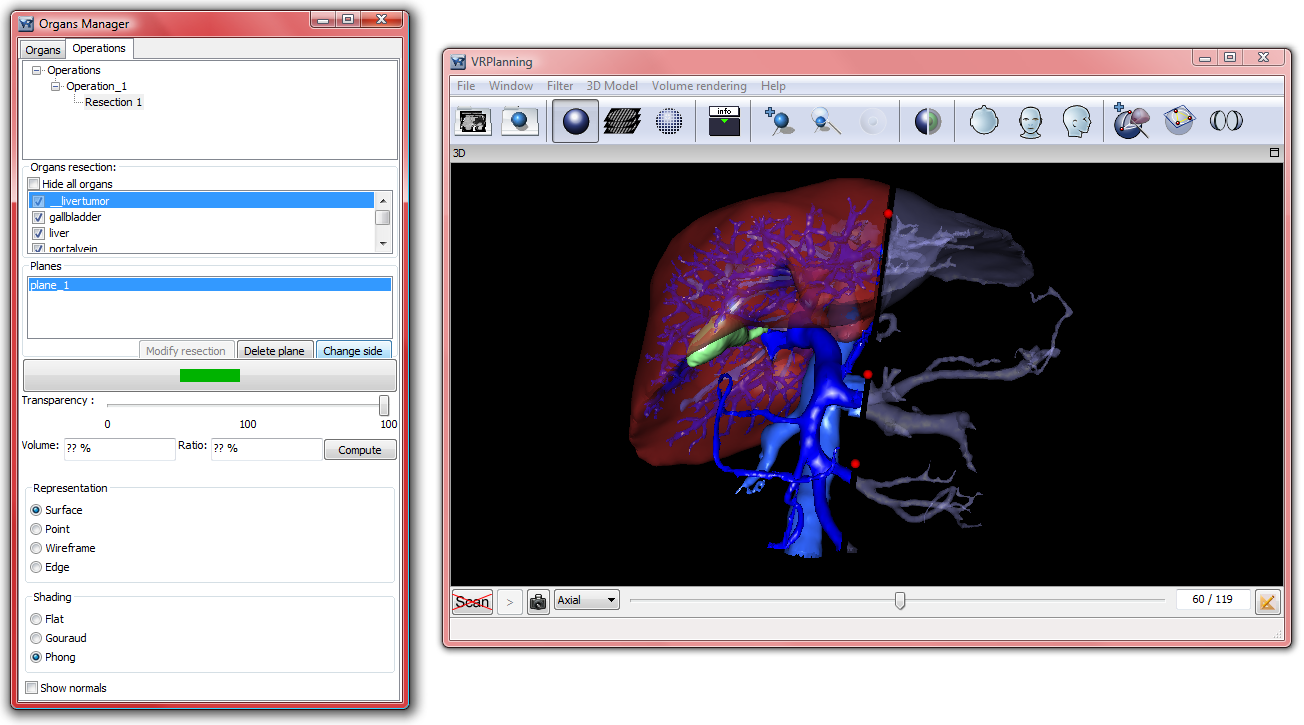 Organs Manager
Organs Operations
Operations
Operation_1
Resection 1
Organs resection:
Hide all organs
__livertumor
gallbladder
liver
portalvein
Planes
plane_1
Modify resection Delete plane Change side
Transparency :
0 100 100
Volume: ?? % Ratio: ?? % Compute
Representation
Surface
Point
Wireframe
Edge
Shading
Flat
Gouraud
Phong
Show normals
VRPlanning
File Window Filter 3D Model Volume rendering Help
info
3D
Scan > Axial 60 / 119